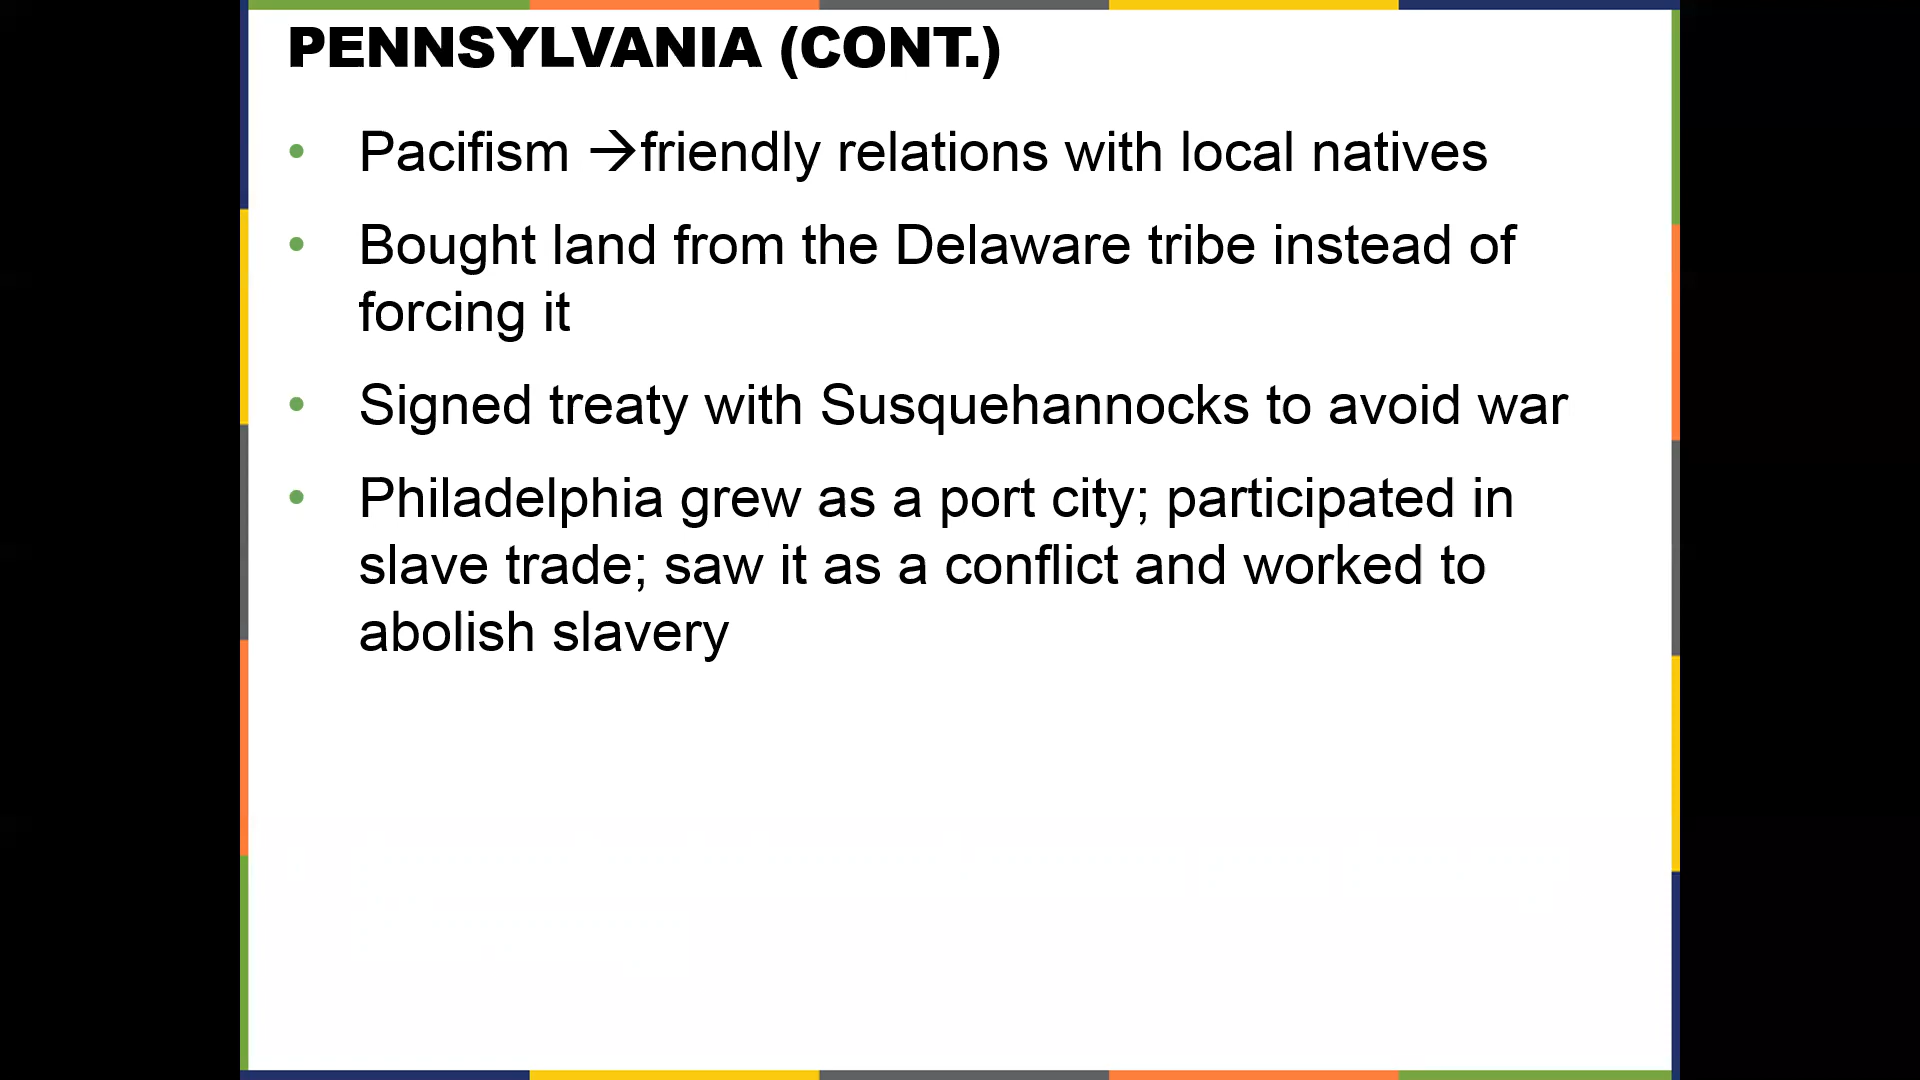 PENNSYLVANIA (CONT.)
• Pacifism →friendly relations with local natives
• Bought land from the Delaware tribe instead of
forcing it
• Signed treaty with Susquehannocks to avoid war
• Philadelphia grew as a port city; participated in
slave trade; saw it as a conflict and worked to
abolish slavery